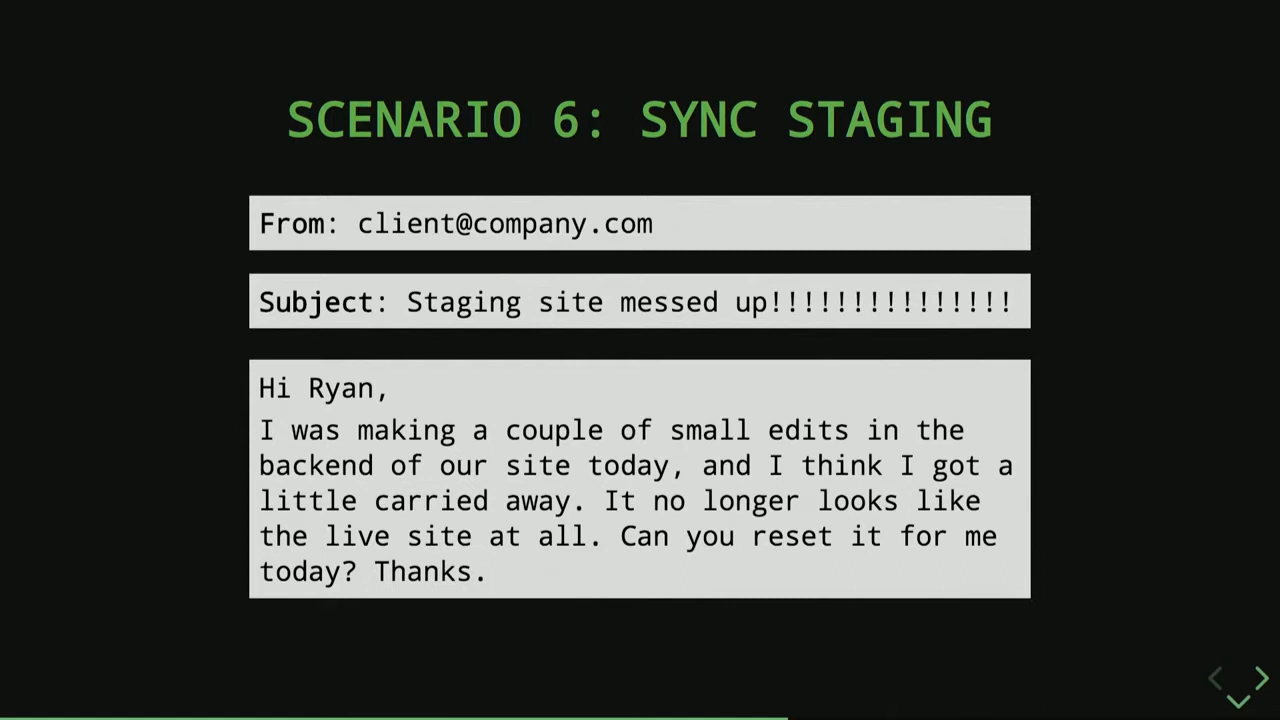 SCENARIO 6: SYNC STAGING
From: client@company.com
Subject: Staging site messed up!!!!!!!!!!!!!!!
Hi Ryan,
I was making a couple of small edits in the
backend of our site today, and I think I got a
little carried away. It no longer looks like
the live site at all. Can you reset it for me
today? Thanks.